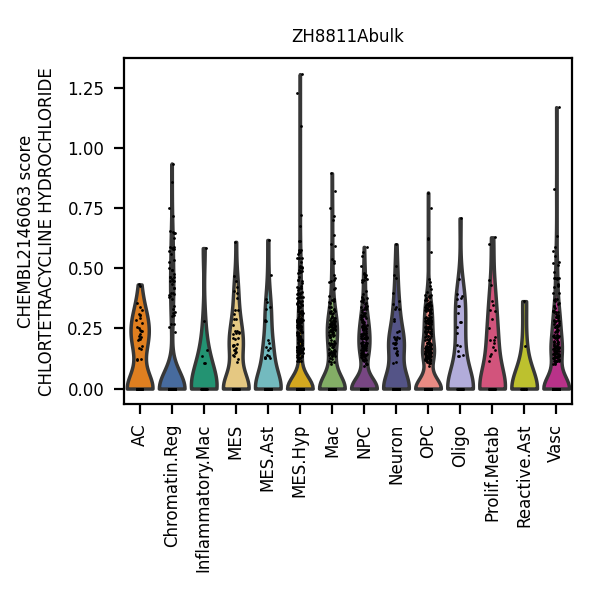 ZH8811Abulk
CHEMBL2146063 score
CHLORTETRACYCLINE HYDROCHLORIDE
1.25
1.00
0.75
0.50
0.25
0.00
AC
Chromatin.Reg
Inflammatory.Mac
MES
MES.Ast
MES.Hyp
Mac
NPC
Neuron
OPC
Oligo
Prolif.Metab
Reactive.Ast
Vasc